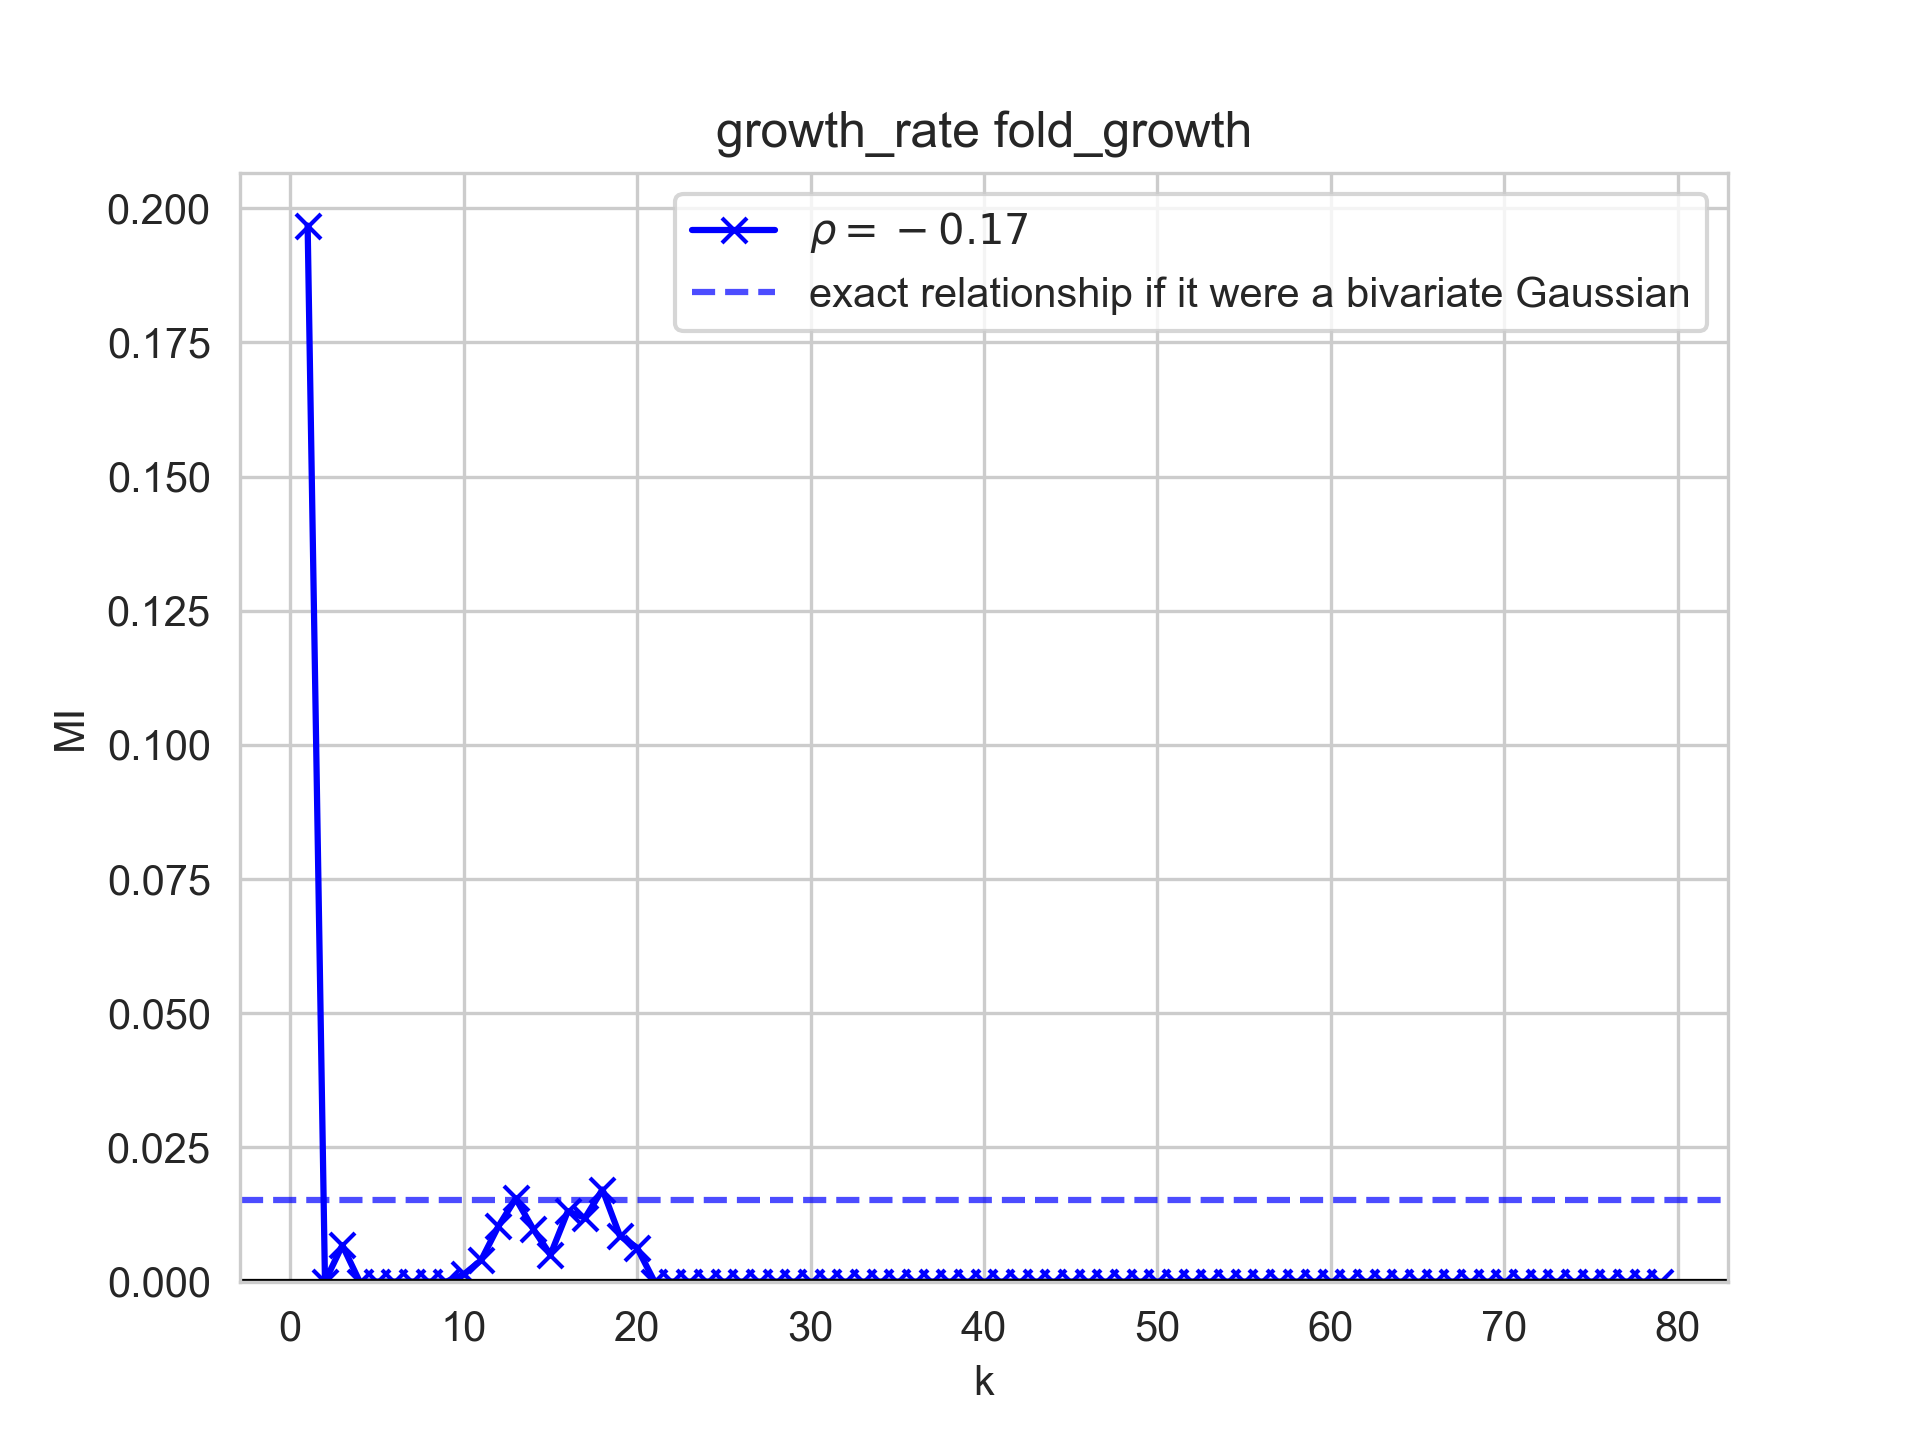 growth_rate fold_growth
ρ = − 0.17
exact relationship if it were a bivariate Gaussian
MI
0.200
0.175
0.150
0.125
0.100
0.075
0.050
0.025
0.000
0 10 20 30 40 50 60 70 80
k